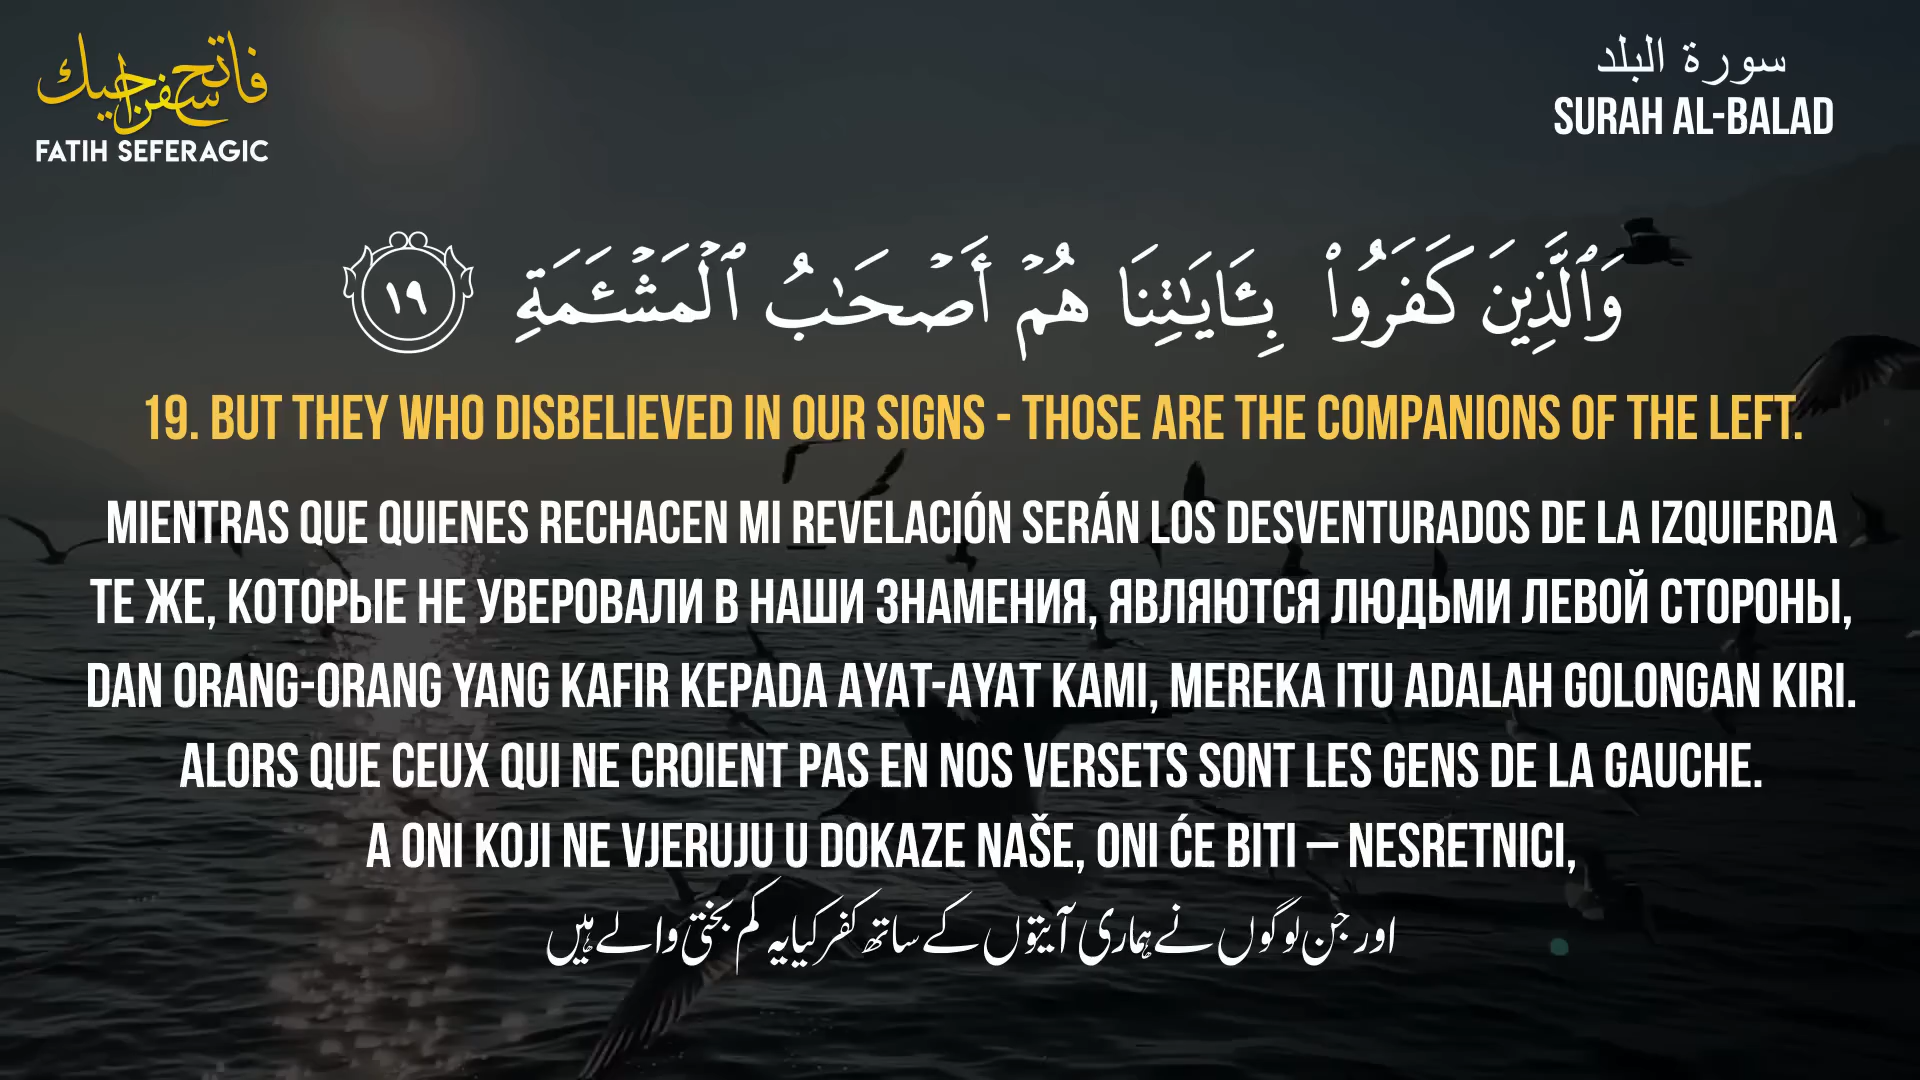 فاتح سفراجيك
FATIH SEFERAGIC
سورة البلد
SURAH AL-BALAD
وَٱلَّذِينَ كَفَرُوا۟ بِـَٔايَـٰتِنَا هُمْ أَصْحَـٰبُ ٱلْمَشْـَٔمَةِ ١٩
19. BUT THEY WHO DISBELIEVED IN OUR SIGNS - THOSE ARE THE COMPANIONS OF THE LEFT.
MIENTRAS QUE QUIENES RECHACEN MI REVELACIÓN SERÁN LOS DESVENTURADOS DE LA IZQUIERDA
ТЕ ЖЕ, КОТОРЫЕ НЕ УВЕРОВАЛИ В НАШИ ЗНАМЕНИЯ, ЯВЛЯЮТСЯ ЛЮДЬМИ ЛЕВОЙ СТОРОНЫ,
DAN ORANG-ORANG YANG KAFIR KEPADA AYAT-AYAT KAMI, MEREKA ITU ADALAH GOLONGAN KIRI.
ALORS QUE CEUX QUI NE CROIENT PAS EN NOS VERSETS SONT LES GENS DE LA GAUCHE.
A ONI KOJI NE VJERUJU U DOKAZE NAŠE, ONI ĆE BITI – NESRETNICI,
اور جن لوگوں نے ہماری آیتوں کے ساتھ کفر کیا یہ کم بختی والے ہیں